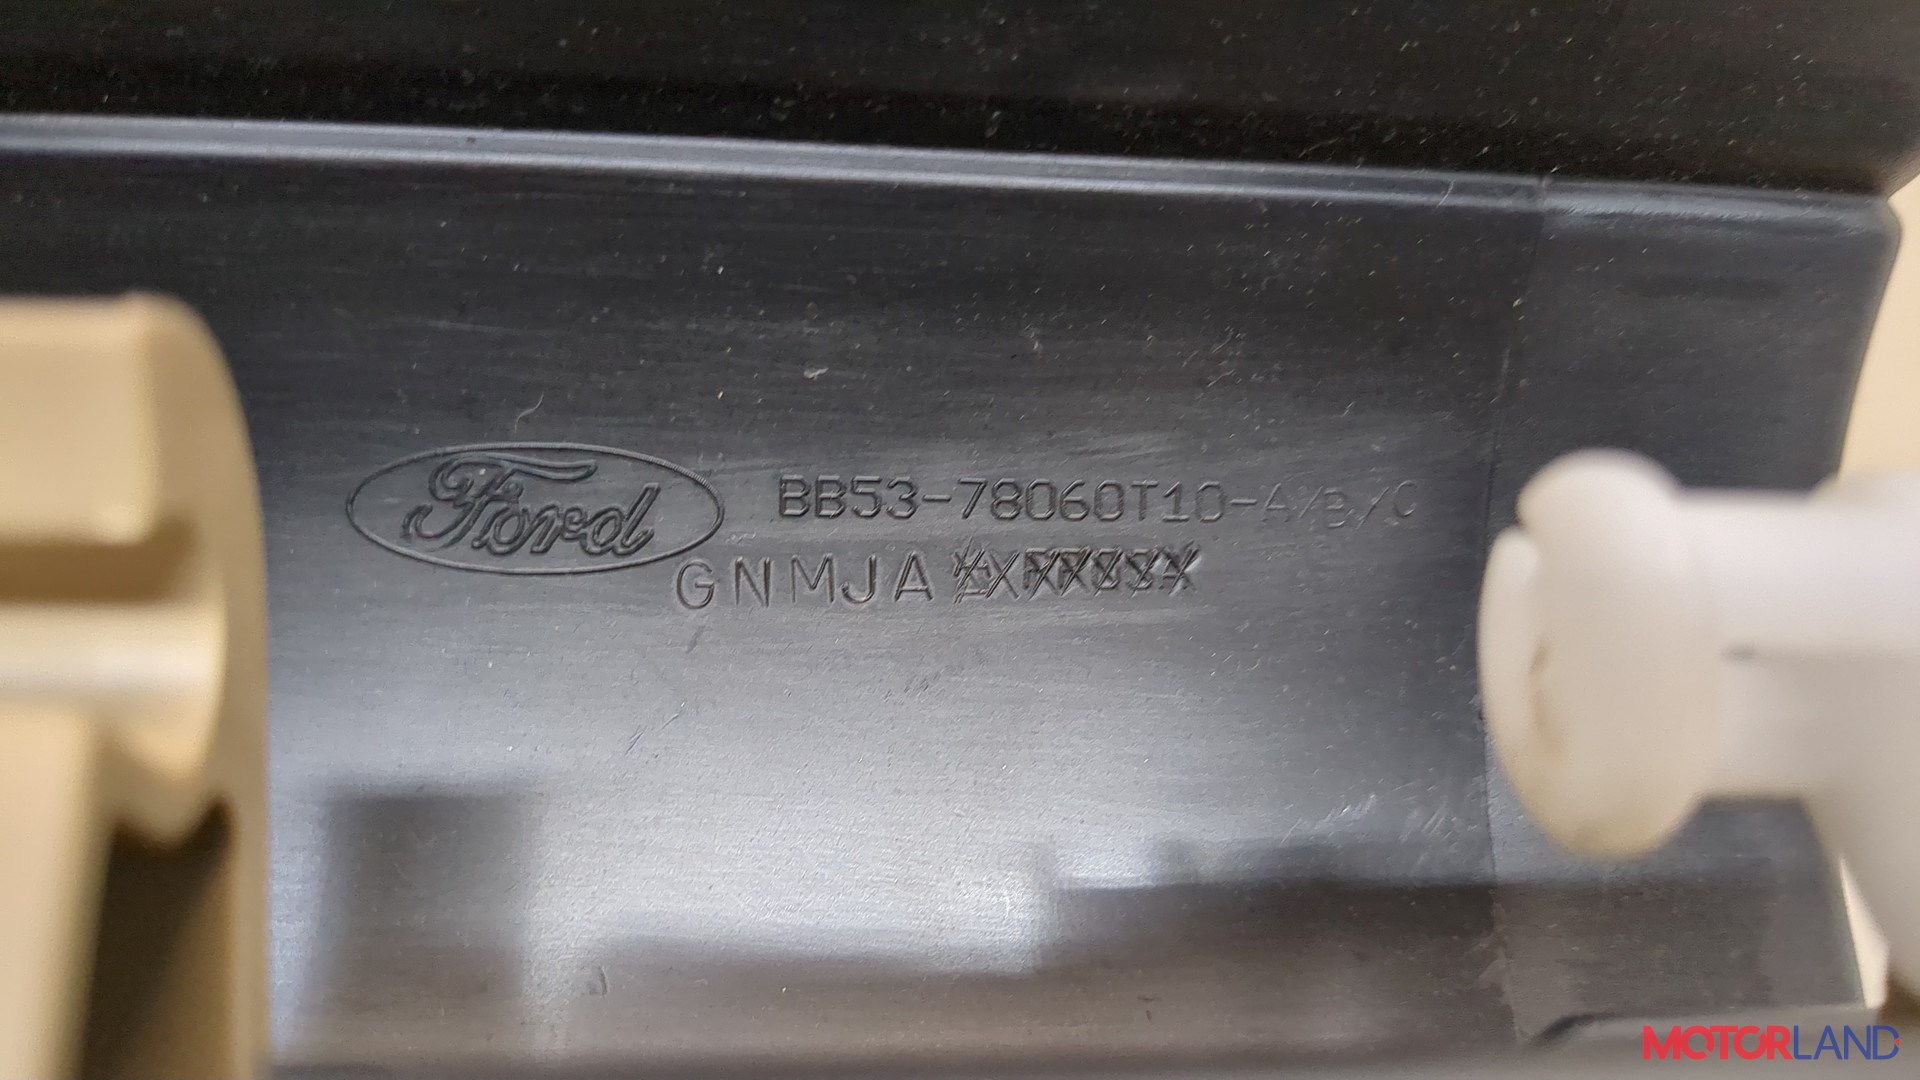 Ford BB53-78060T10-A/B/C
GNMJA
MOTORLAND